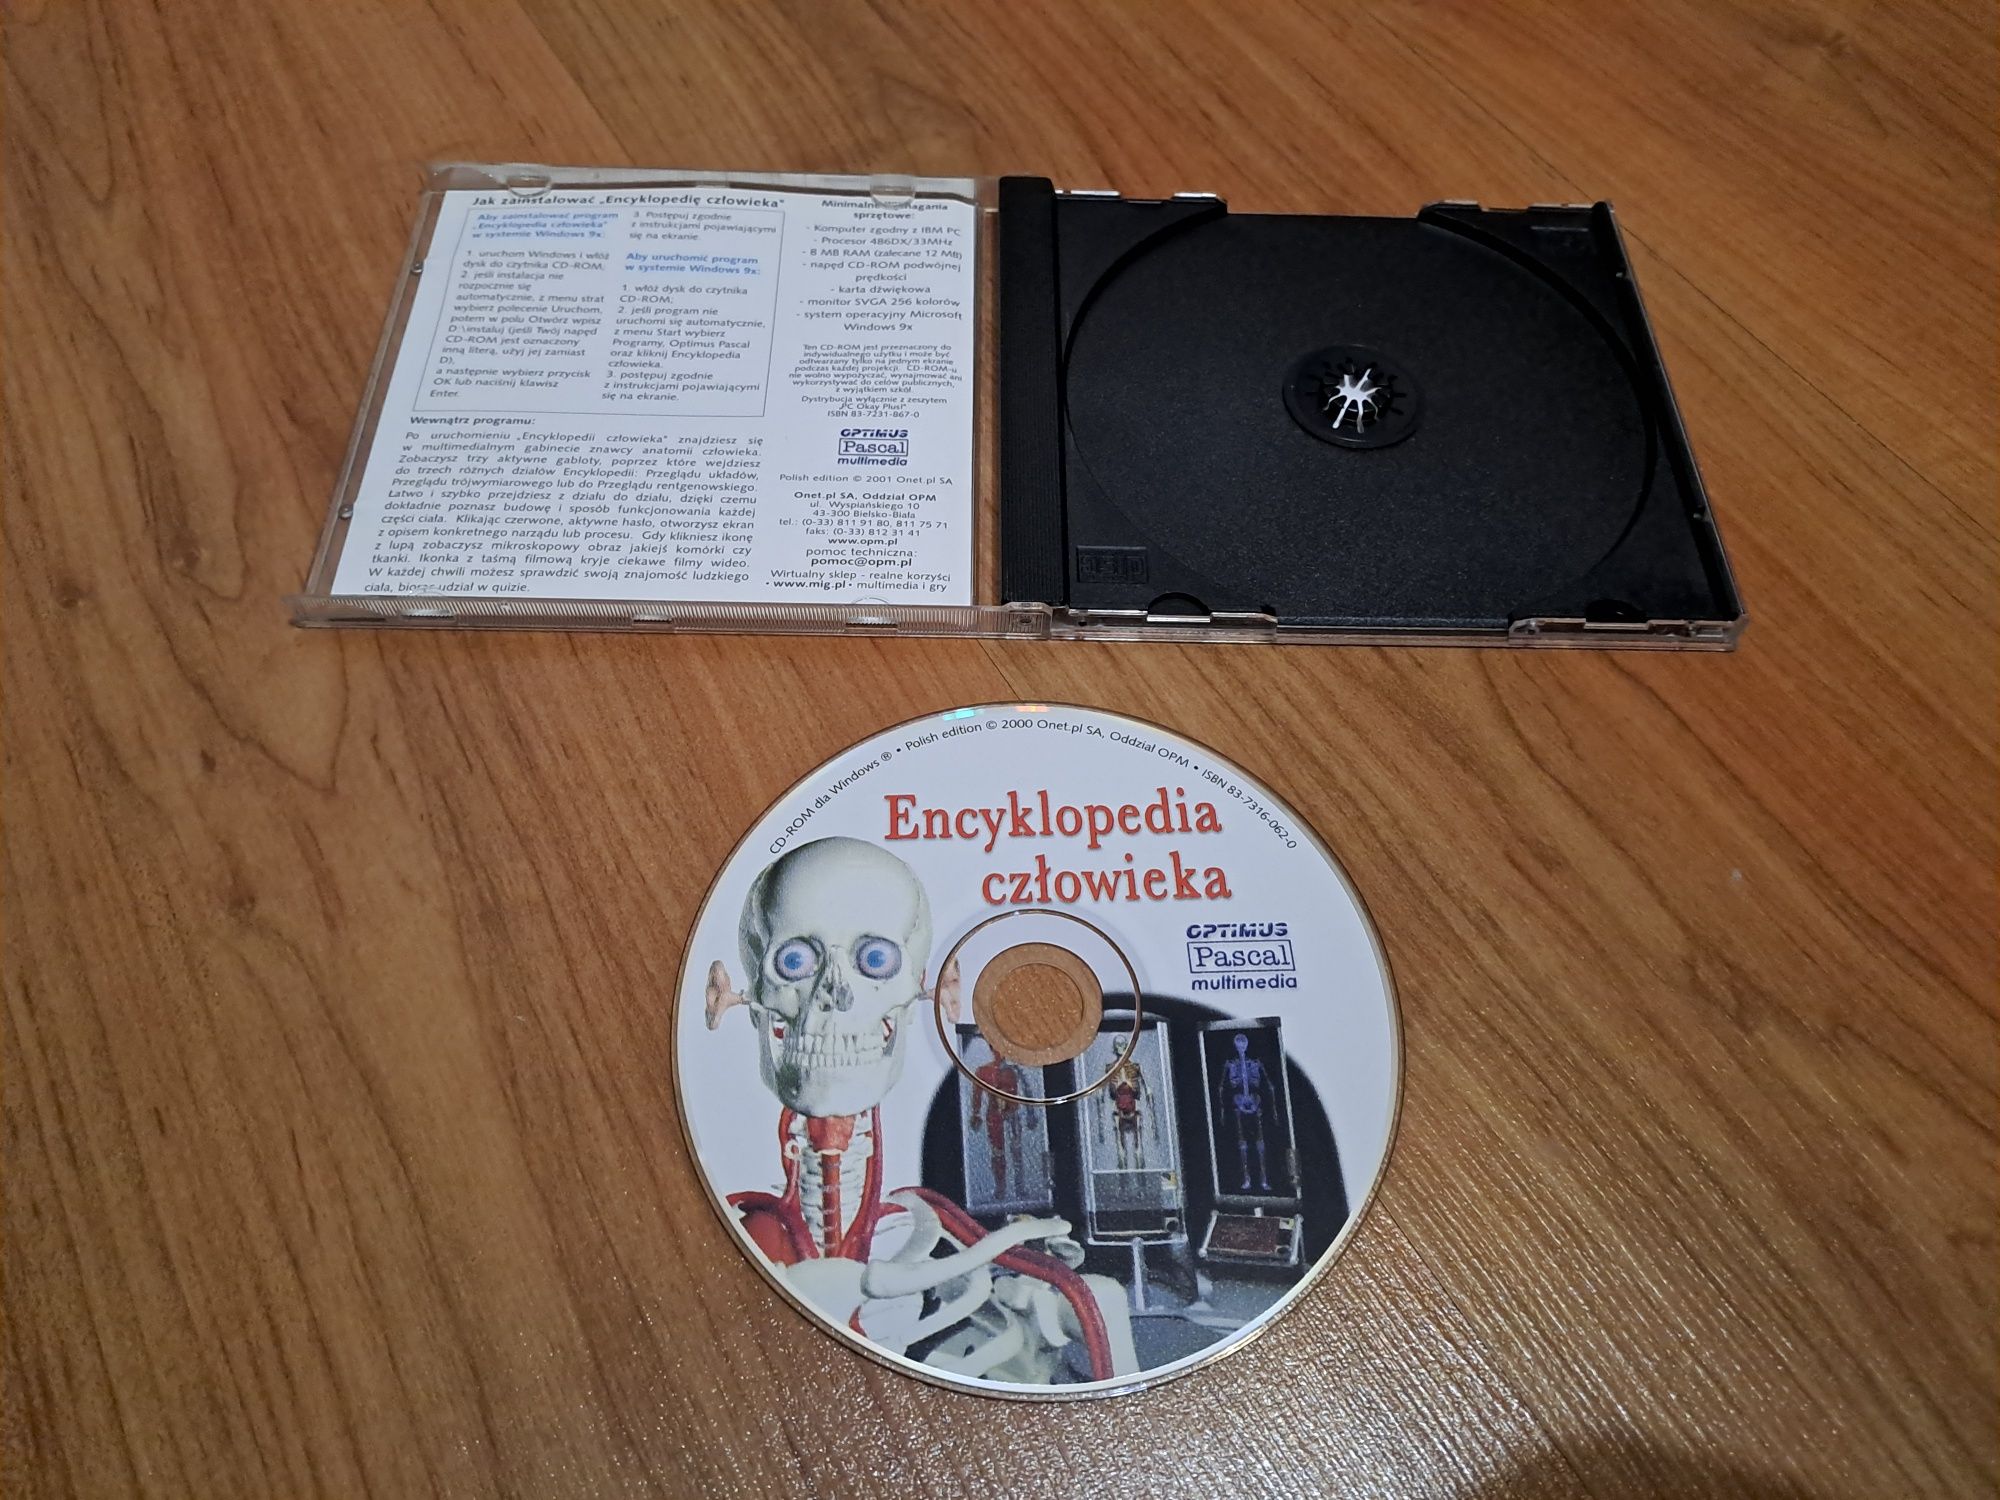 Jak zainstalować „Encyklopedię człowieka"
Aby zainstalować program
„Encyklopedia człowieka"
w systemie Windows 9x:
1. uruchom Windows i włóż
dysk do czytnika CD-ROM;
2. jeśli instalacja nie
rozpocznie się
automatycznie, z menu strat
wybierz polecenie Uruchom,
potem w polu Otwórz wpisz
D:\instaluj (jeśli Twój napęd
CD-ROM jest oznaczony
inną literą, użyj jej zamiast
D),
a następnie wybierz przycisk
OK lub naciśnij klawisz
Enter.
3. Postępuj zgodnie
z instrukcjami pojawiającymi
się na ekranie.
Aby uruchomić program
w systemie Windows 9x:
1. włóż dysk do czytnika
CD-ROM;
2. jeśli program nie
uruchomi się automatycznie,
z menu Start wybierz
Programy, Optimus Pascal
oraz kliknij Encyklopedia
człowieka.
3. postępuj zgodnie
z instrukcjami pojawiającymi
się na ekranie.
Wewnątrz programu:
Po uruchomieniu „Encyklopedii człowieka" znajdziesz się
w multimedialnym gabinecie znawcy anatomii człowieka.
Zobaczysz trzy aktywne gabloty, poprzez które wejdziesz
do trzech różnych działów Encyklopedii: Przeglądu układów,
Przeglądu trójwymiarowego lub do Przeglądu rentgenowskiego.
Łatwo i szybko przejdziesz z działu do działu, dzięki czemu
dokładnie poznasz budowę i sposób funkcjonowania każdej
części ciała. Klikając czerwone, aktywne hasło, otworzysz ekran
z opisem konkretnego narządu lub procesu. Gdy klikniesz ikonę
z lupą zobaczysz mikroskopowy obraz jakiejś komórki czy
tkanki. Ikonka z taśmą filmową kryje ciekawe filmy wideo.
W każdej chwili możesz sprawdzić swoją znajomość ludzkiego
ciała, biorąc udział w quizie.
Minimalne wymagania
sprzętowe:
- Komputer zgodny z IBM PC
- Procesor 486DX/33MHz
- 8 MB RAM (zalecane 12 MB)
- napęd CD-ROM podwójnej
prędkości
- karta dźwiękowa
- monitor SVGA 256 kolorów
- system operacyjny Microsoft
Windows 9x
Ten CD-ROM jest przeznaczony do
indywidualnego użytku i może być
odtwarzany tylko na jednym ekranie
podczas każdej projekcji. CD-ROM-u
nie wolno wypożyczać, wynajmować ani
wykorzystywać do celów publicznych,
z wyjątkiem szkół.
Dystrybucja wyłącznie z zeszytem
„PC Okay Plus!"
ISBN 83-7231-867-0
OPTIMUS
Pascal
multimedia
Polish edition © 2001 Onet.pl SA
Onet.pl SA, Oddział OPM
ul. Wyspiańskiego 10
43-300 Bielsko-Biała
tel.: (0-33) 811 91 80, 811 75 71
faks: (0-33) 812 31 41
www.opm.pl
pomoc techniczna:
pomoc@opm.pl
Wirtualny sklep - realne korzyści
• www.mig.pl • multimedia i gry
CD-ROM dla Windows ® • Polish edition © 2000 Onet.pl SA, Oddział OPM • ISBN 83-7316-062-0
Encyklopedia
człowieka
OPTIMUS
Pascal
multimedia